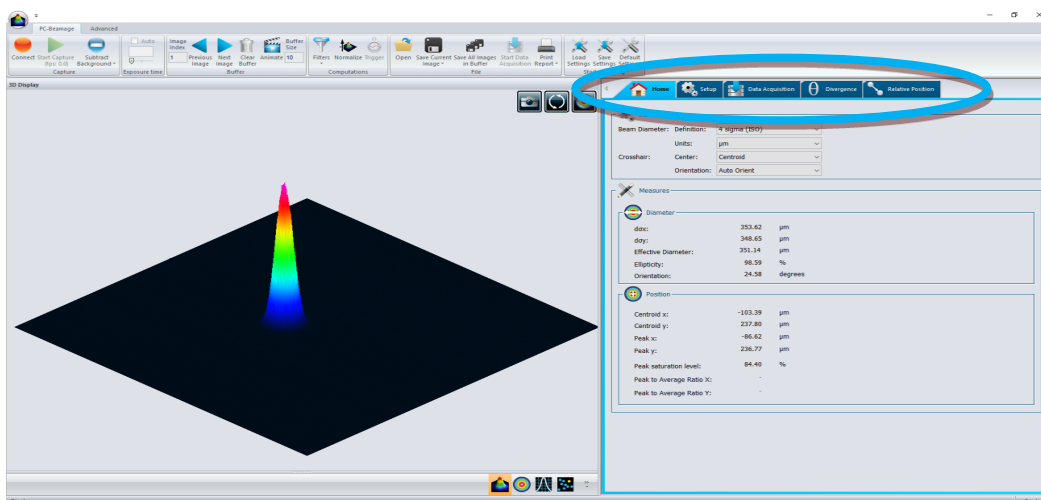 PC-Beamage Advanced
Connect Start Capture (fps: 0.0) Subtract Background
Capture
Auto
Exposure time
Image Index 1 Previous Image Next Image Clear Buffer Animate Buffer Size 10
Buffer
Filters Normalize Trigger
Computations
Open Save Current Image Save All Images in Buffer Start Data Acquisition Print Report
File
Load Settings Save Settings Default Settings
3D Display
Home Setup Data Acquisition Divergence Relative Position
Beam Diameter: Definition: 4 sigma (ISO)
Units: µm
Crosshair: Center: Centroid
Orientation: Auto Orient
Measures
Diameter
dσx: 353.62 µm
dσy: 348.65 µm
Effective Diameter: 351.14 µm
Ellipticity: 98.59 %
Orientation: 24.58 degrees
Position
Centroid x: -103.39 µm
Centroid y: 237.80 µm
Peak x: -86.62 µm
Peak y: 236.77 µm
Peak saturation level: 84.40 %
Peak to Average Ratio X: -
Peak to Average Ratio Y: -